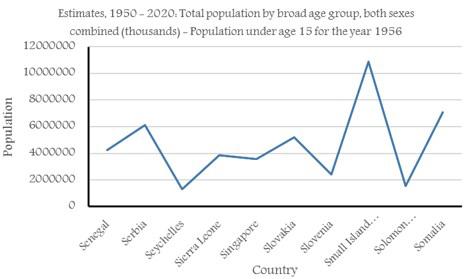 Estimates, 1950 - 2020: Total population by broad age group, both sexes
combined (thousands) - Population under age 15 for the year 1956
12000000
10000000
8000000
6000000
4000000
2000000
0
Population
Senegal
Serbia
Seychelles
Sierra Leone
Singapore
Slovakia
Slovenia
Small Island...
Solomon...
Somalia
Country